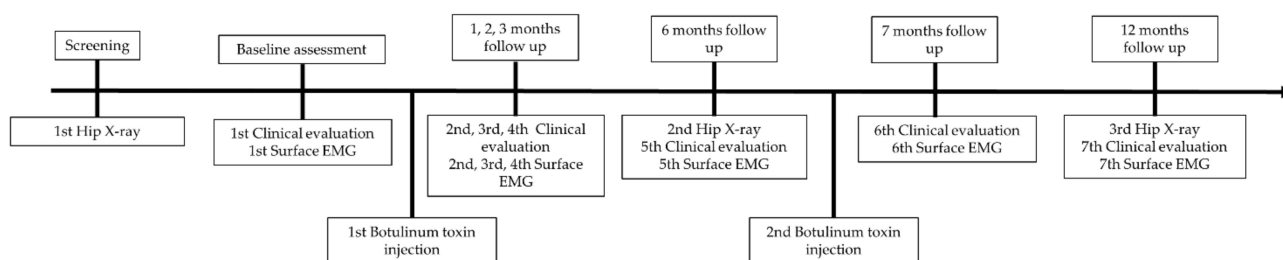 Screening
Baseline assessment
1, 2, 3 months
follow up
6 months follow
up
7 months follow
up
12 months
follow up
1st Hip X-ray
1st Clinical evaluation
1st Surface EMG
2nd, 3rd, 4th Clinical
evaluation
2nd, 3rd, 4th Surface
EMG
2nd Hip X-ray
5th Clinical evaluation
5th Surface EMG
6th Clinical evaluation
6th Surface EMG
3rd Hip X-ray
7th Clinical evaluation
7th Surface EMG
1st Botulinum toxin
injection
2nd Botulinum toxin
injection